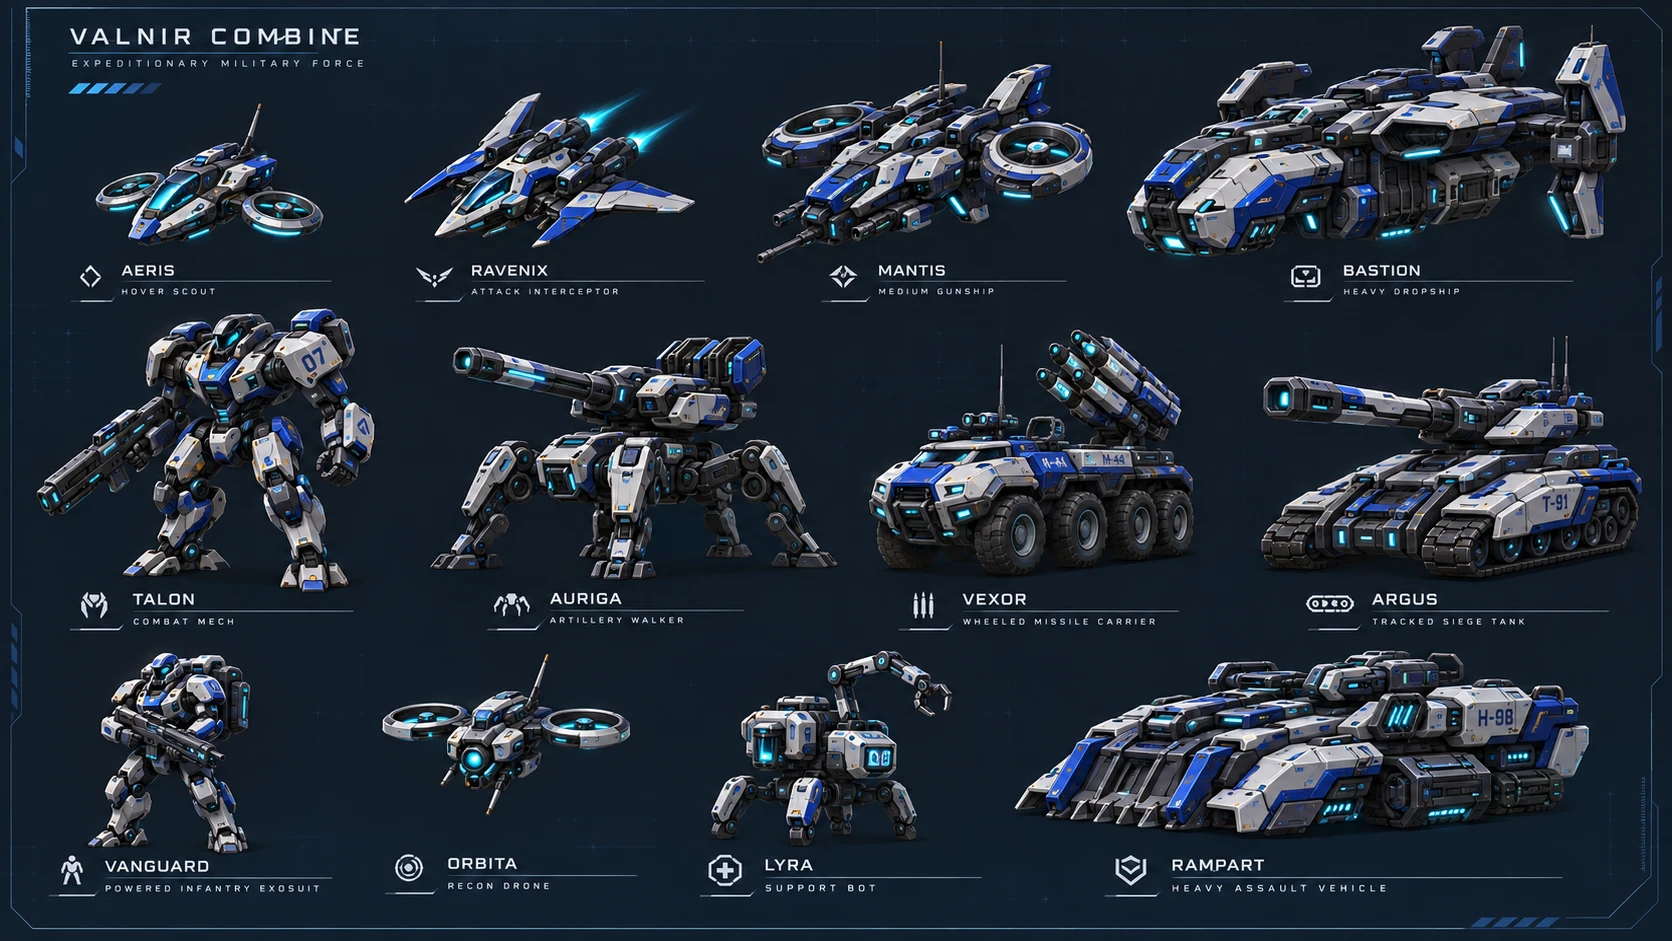 VALNIR COMBINE
EXPEDITIONARY MILITARY FORCE
AERIS
HOVER SCOUT
RAVENIX
ATTACK INTERCEPTOR
MANTIS
MEDIUM GUNSHIP
BASTION
HEAVY DROPSHIP
07
M-44
T-91
TALON
COMBAT MECH
AURIGA
ARTILLERY WALKER
VEXOR
WHEELED MISSILE CARRIER
ARGUS
TRACKED SIEGE TANK
H-98
VANGUARD
POWERED INFANTRY EXOSUIT
ORBITA
RECON DRONE
LYRA
SUPPORT BOT
RAMPART
HEAVY ASSAULT VEHICLE